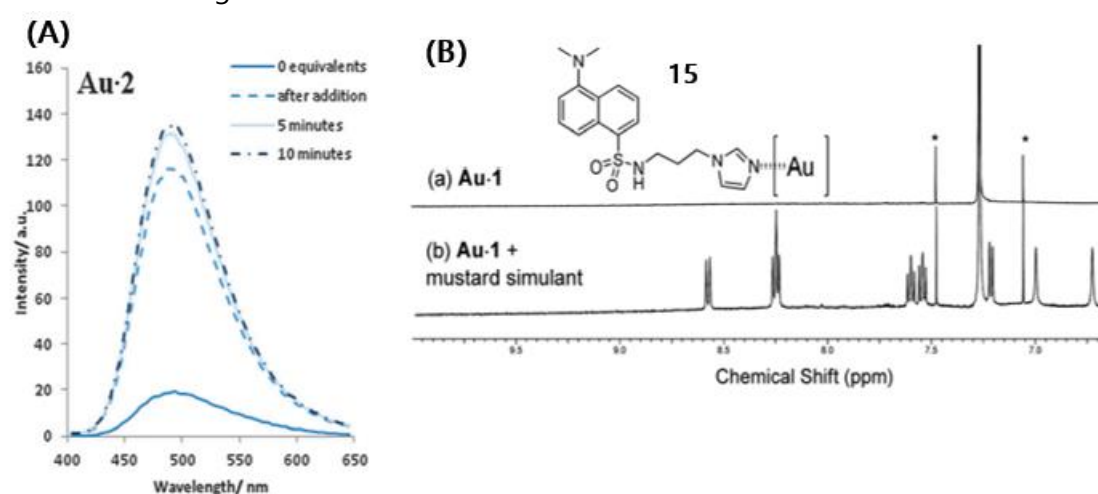 (A)
160
140
120
100
80
60
40
20
0
Intensity/ a.u.
Au·2
0 equivalents
after addition
5 minutes
10 minutes
400 450 500 550 600 650
Wavelength/ nm
(B)
15
N
O
S
O
N
H
N
N
Au
(a) Au·1
* *
(b) Au·1 +
mustard simulant
9.5 9.0 8.5 8.0 7.5 7.0
Chemical Shift (ppm)